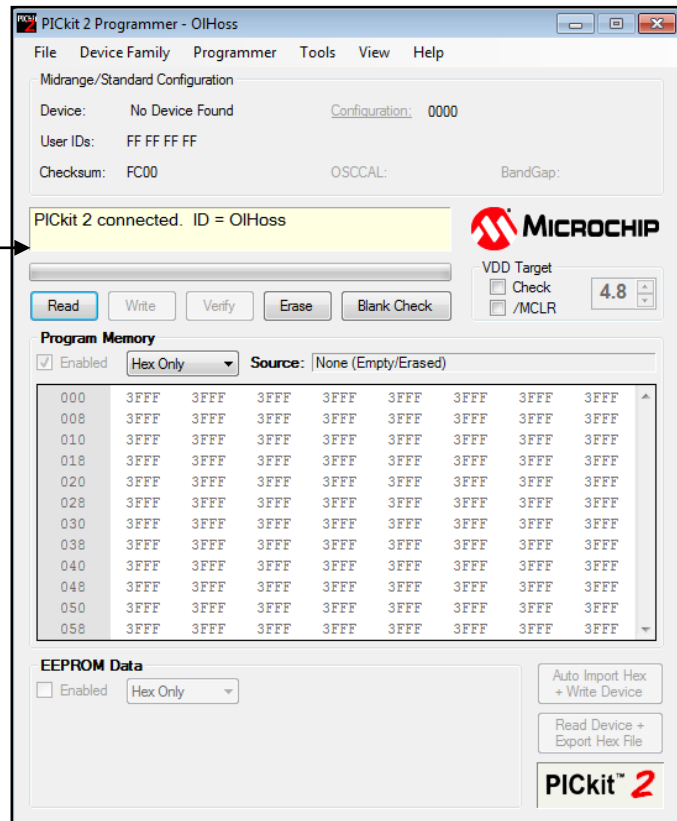 PICkit 2 Programmer - OlHoss
File Device Family Programmer Tools View Help
Midrange/Standard Configuration
Device: No Device Found Configuration: 0000
User IDs: FF FF FF FF
Checksum: FC00 OSCCAL: BandGap:
PICkit 2 connected. ID = OlHoss
MICROCHIP
VDD Target
Check
/MCLR
4.8
Read Write Verify Erase Blank Check
Program Memory
Enabled Hex Only Source: None (Empty/Erased)
000 3FFF 3FFF 3FFF 3FFF 3FFF 3FFF 3FFF 3FFF
008 3FFF 3FFF 3FFF 3FFF 3FFF 3FFF 3FFF 3FFF
010 3FFF 3FFF 3FFF 3FFF 3FFF 3FFF 3FFF 3FFF
018 3FFF 3FFF 3FFF 3FFF 3FFF 3FFF 3FFF 3FFF
020 3FFF 3FFF 3FFF 3FFF 3FFF 3FFF 3FFF 3FFF
028 3FFF 3FFF 3FFF 3FFF 3FFF 3FFF 3FFF 3FFF
030 3FFF 3FFF 3FFF 3FFF 3FFF 3FFF 3FFF 3FFF
038 3FFF 3FFF 3FFF 3FFF 3FFF 3FFF 3FFF 3FFF
040 3FFF 3FFF 3FFF 3FFF 3FFF 3FFF 3FFF 3FFF
048 3FFF 3FFF 3FFF 3FFF 3FFF 3FFF 3FFF 3FFF
050 3FFF 3FFF 3FFF 3FFF 3FFF 3FFF 3FFF 3FFF
058 3FFF 3FFF 3FFF 3FFF 3FFF 3FFF 3FFF 3FFF
EEPROM Data
Enabled Hex Only
Auto Import Hex
+ Write Device
Read Device +
Export Hex File
PICkit™ 2